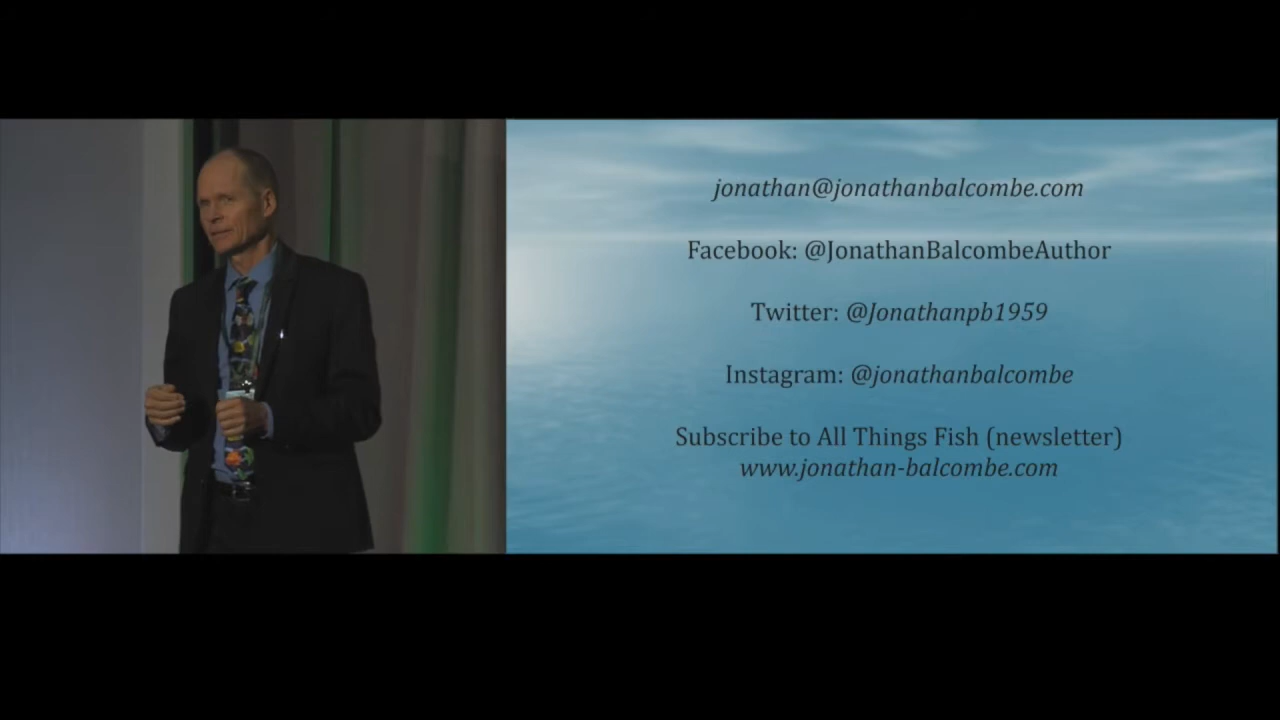 jonathan@jonathanbalcombe.com
Facebook: @JonathanBalcombeAuthor
Twitter: @Jonathanpb1959
Instagram: @jonathanbalcombe
Subscribe to All Things Fish (newsletter)
www.jonathan-balcombe.com